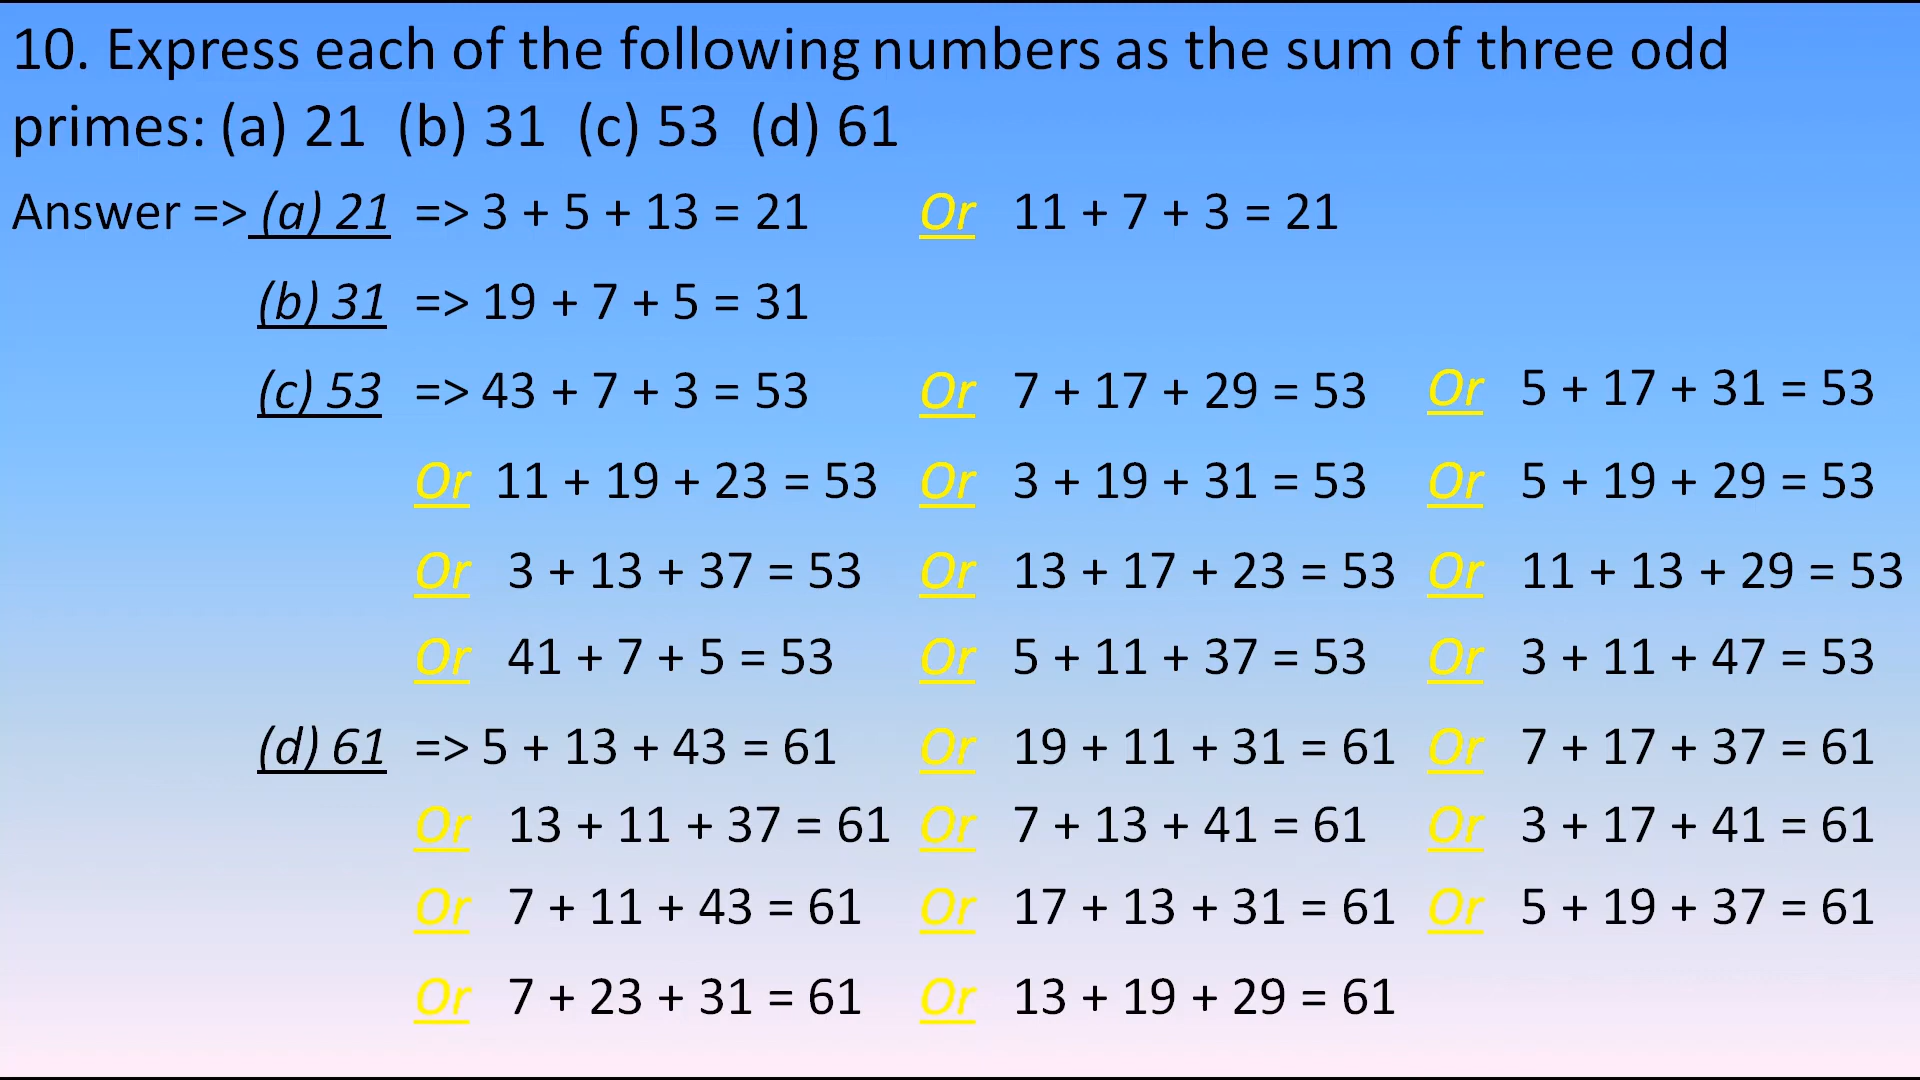 10. Express each of the following numbers as the sum of three odd
primes: (a) 21 (b) 31 (c) 53 (d) 61
Answer => (a) 21 => 3 + 5 + 13 = 21 Or 11 + 7 + 3 = 21
(b) 31 => 19 + 7 + 5 = 31
(c) 53 => 43 + 7 + 3 = 53 Or 7 + 17 + 29 = 53 Or 5 + 17 + 31 = 53
Or 11 + 19 + 23 = 53 Or 3 + 19 + 31 = 53 Or 5 + 19 + 29 = 53
Or 3 + 13 + 37 = 53 Or 13 + 17 + 23 = 53 Or 11 + 13 + 29 = 53
Or 41 + 7 + 5 = 53 Or 5 + 11 + 37 = 53 Or 3 + 11 + 47 = 53
(d) 61 => 5 + 13 + 43 = 61 Or 19 + 11 + 31 = 61 Or 7 + 17 + 37 = 61
Or 13 + 11 + 37 = 61 Or 7 + 13 + 41 = 61 Or 3 + 17 + 41 = 61
Or 7 + 11 + 43 = 61 Or 17 + 13 + 31 = 61 Or 5 + 19 + 37 = 61
Or 7 + 23 + 31 = 61 Or 13 + 19 + 29 = 61